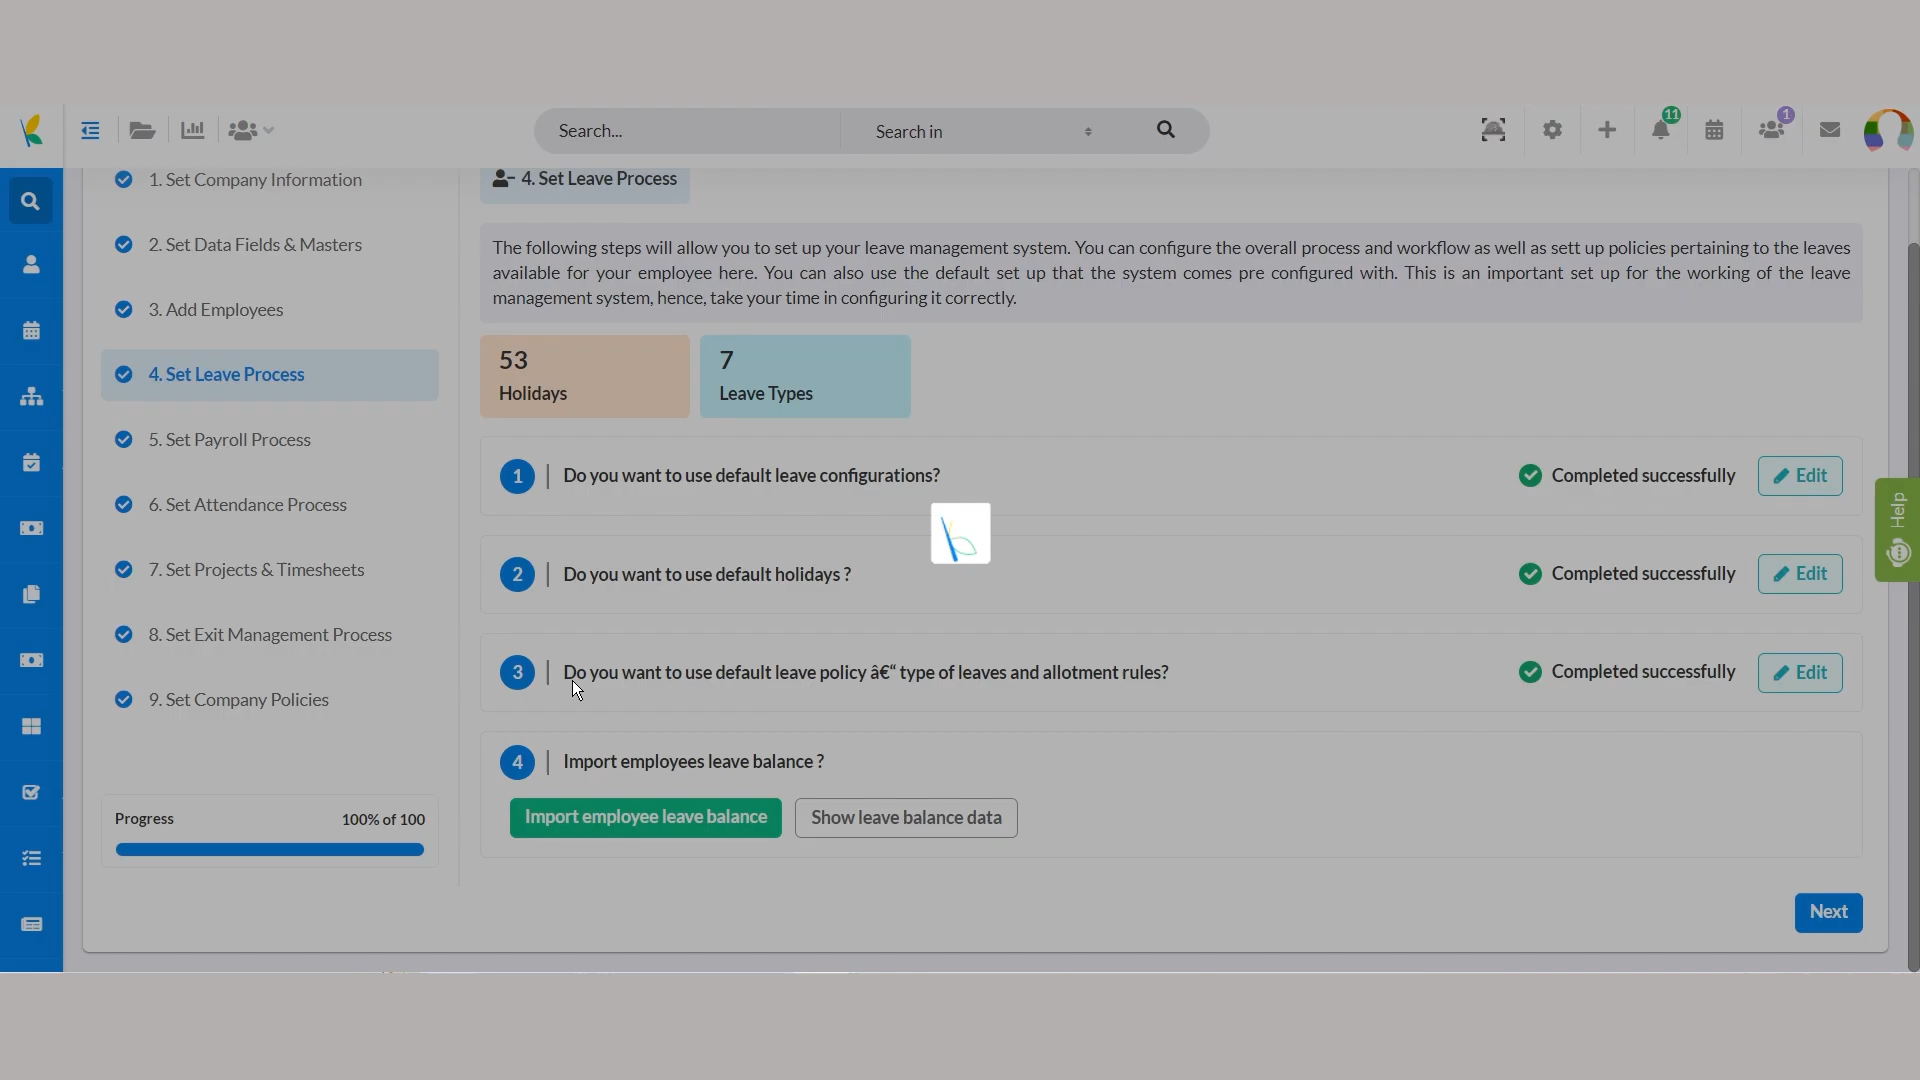 Search...
Search in
11
1
1. Set Company Information
2. Set Data Fields & Masters
3. Add Employees
4. Set Leave Process
5. Set Payroll Process
6. Set Attendance Process
7. Set Projects & Timesheets
8. Set Exit Management Process
9. Set Company Policies
Progress
100% of 100
4. Set Leave Process
The following steps will allow you to set up your leave management system. You can configure the overall process and workflow as well as sett up policies pertaining to the leaves
available for your employee here. You can also use the default set up that the system comes pre configured with. This is an important set up for the working of the leave
management system, hence, take your time in configuring it correctly.
53
Holidays
7
Leave Types
1
Do you want to use default leave configurations?
Completed successfully
Edit
2
Do you want to use default holidays ?
Completed successfully
Edit
3
Do you want to use default leave policy â€“ type of leaves and allotment rules?
Completed successfully
Edit
4
Import employees leave balance ?
Import employee leave balance
Show leave balance data
Next
Help